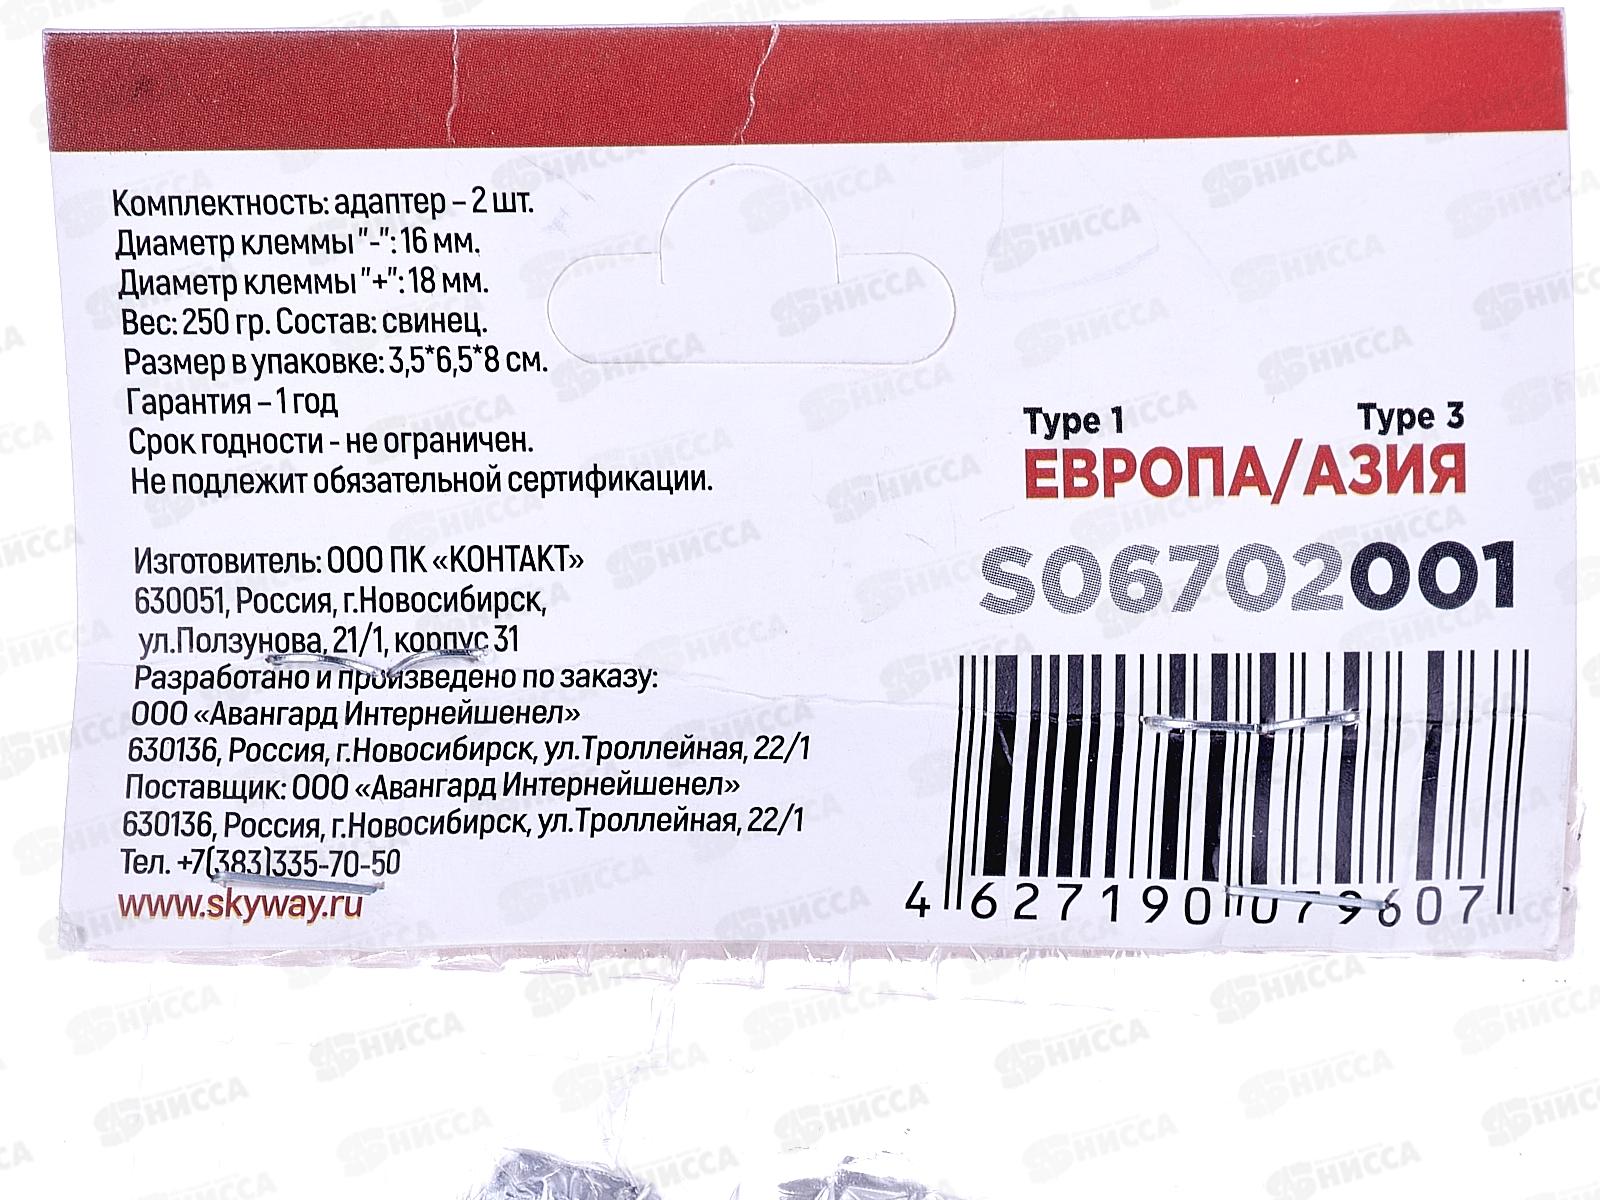 Комплектность: адаптер – 2 шт.
Диаметр клеммы "-": 16 мм.
Диаметр клеммы "+": 18 мм.
Вес: 250 гр. Состав: свинец.
Размер в упаковке: 3,5*6,5*8 см.
Гарантия – 1 год
Срок годности - не ограничен.
Не подлежит обязательной сертификации.
Изготовитель: ООО ПК «КОНТАКТ»
630051, Россия, г.Новосибирск,
ул.Ползунова, 21/1, корпус 31
Разработано и произведено по заказу:
ООО «Авангард Интернейшенел»
630136, Россия, г.Новосибирск, ул.Троллейная, 22/1
Поставщик: ООО «Авангард Интернейшенел»
630136, Россия, г.Новосибирск, ул.Троллейная, 22/1
Тел. +7(383)335-70-50
www.skyway.ru
Type 1 Type 3
ЕВРОПА/АЗИЯ
S06702001
4 627190 079607
НИССА